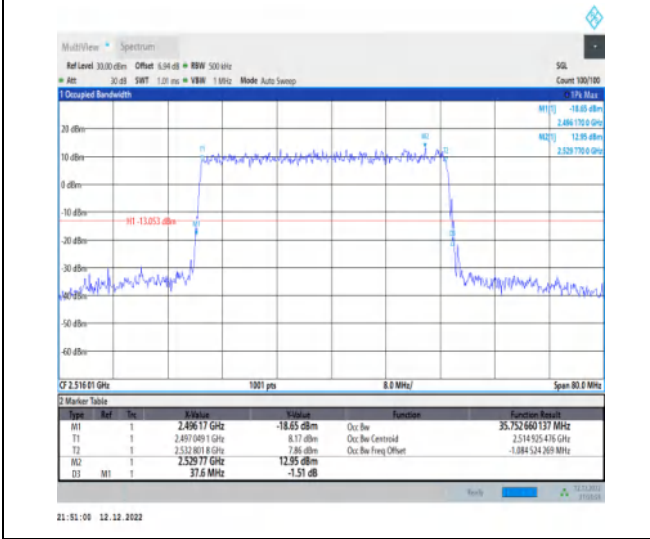 MultiView Spectrum
Ref Level 30.00 dBm Offset 6.94 dB RBW 500 kHz SGL
Att 30 dB SWT 1.01 ms VBW 1 MHz Mode Auto Sweep Count 100/100
1 Occupied Bandwidth 1Pk Max
M1[1] -18.65 dBm
2.496 170 0 GHz
M2[1] 12.95 dBm
2.529 770 0 GHz
20 dBm
M2
T1 T2
10 dBm
0 dBm
-10 dBm
H1 -13.053 dBm
M1
-20 dBm
D3
-30 dBm
-40 dBm
-50 dBm
-60 dBm
CF 2.516 01 GHz 1001 pts 8.0 MHz/ Span 80.0 MHz
2 Marker Table
Type Ref Trc X-Value Y-Value Function Function Result
M1 1 2.496 17 GHz -18.65 dBm Occ Bw 35.752 660 137 MHz
T1 1 2.497 049 1 GHz 8.17 dBm Occ Bw Centroid 2.514 925 476 GHz
T2 1 2.532 801 8 GHz 7.86 dBm Occ Bw Freq Offset -1.084 524 269 MHz
M2 1 2.529 77 GHz 12.95 dBm
D3 M1 1 37.6 MHz -1.51 dB
Ready 12.12.2022
21:51:00 12.12.2022